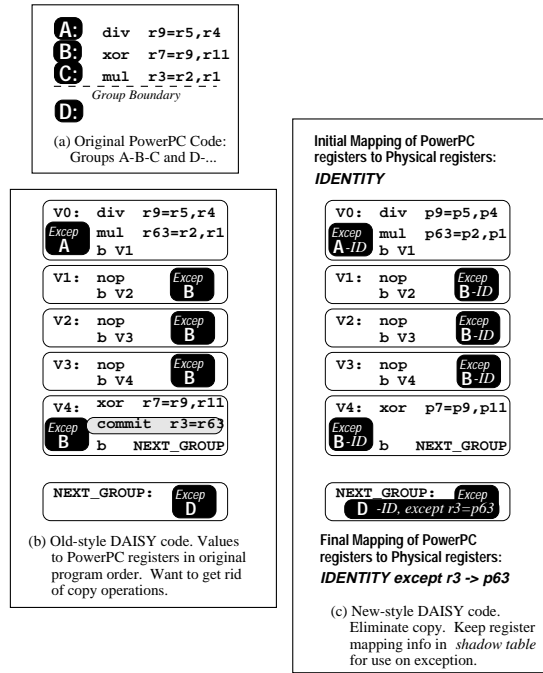 A: div r9=r5,r4
B: xor r7=r9,r11
C: mul r3=r2,r1
Group Boundary
D:
(a) Original PowerPC Code:
Groups A-B-C and D-...
V0: div r9=r5,r4
Excep mul r63=r2,r1
A b V1
V1: nop Excep
b V2 B
V2: nop Excep
b V3 B
V3: nop Excep
b V4 B
V4: xor r7=r9,r11
Excep commit r3=r63
B b NEXT_GROUP
NEXT_GROUP: Excep
D
(b) Old-style DAISY code. Values
to PowerPC registers in original
program order. Want to get rid
of copy operations.
Initial Mapping of PowerPC
registers to Physical registers:
IDENTITY
V0: div p9=p5,p4
Excep mul p63=p2,p1
A-ID b V1
V1: nop Excep
b V2 B-ID
V2: nop Excep
b V3 B-ID
V3: nop Excep
b V4 B-ID
V4: xor p7=p9,p11
Excep
B-ID b NEXT_GROUP
NEXT_GROUP: Excep
D -ID, except r3=p63
Final Mapping of PowerPC
registers to Physical registers:
IDENTITY except r3 -> p63
(c) New-style DAISY code.
Eliminate copy. Keep register
mapping info in shadow table
for use on exception.